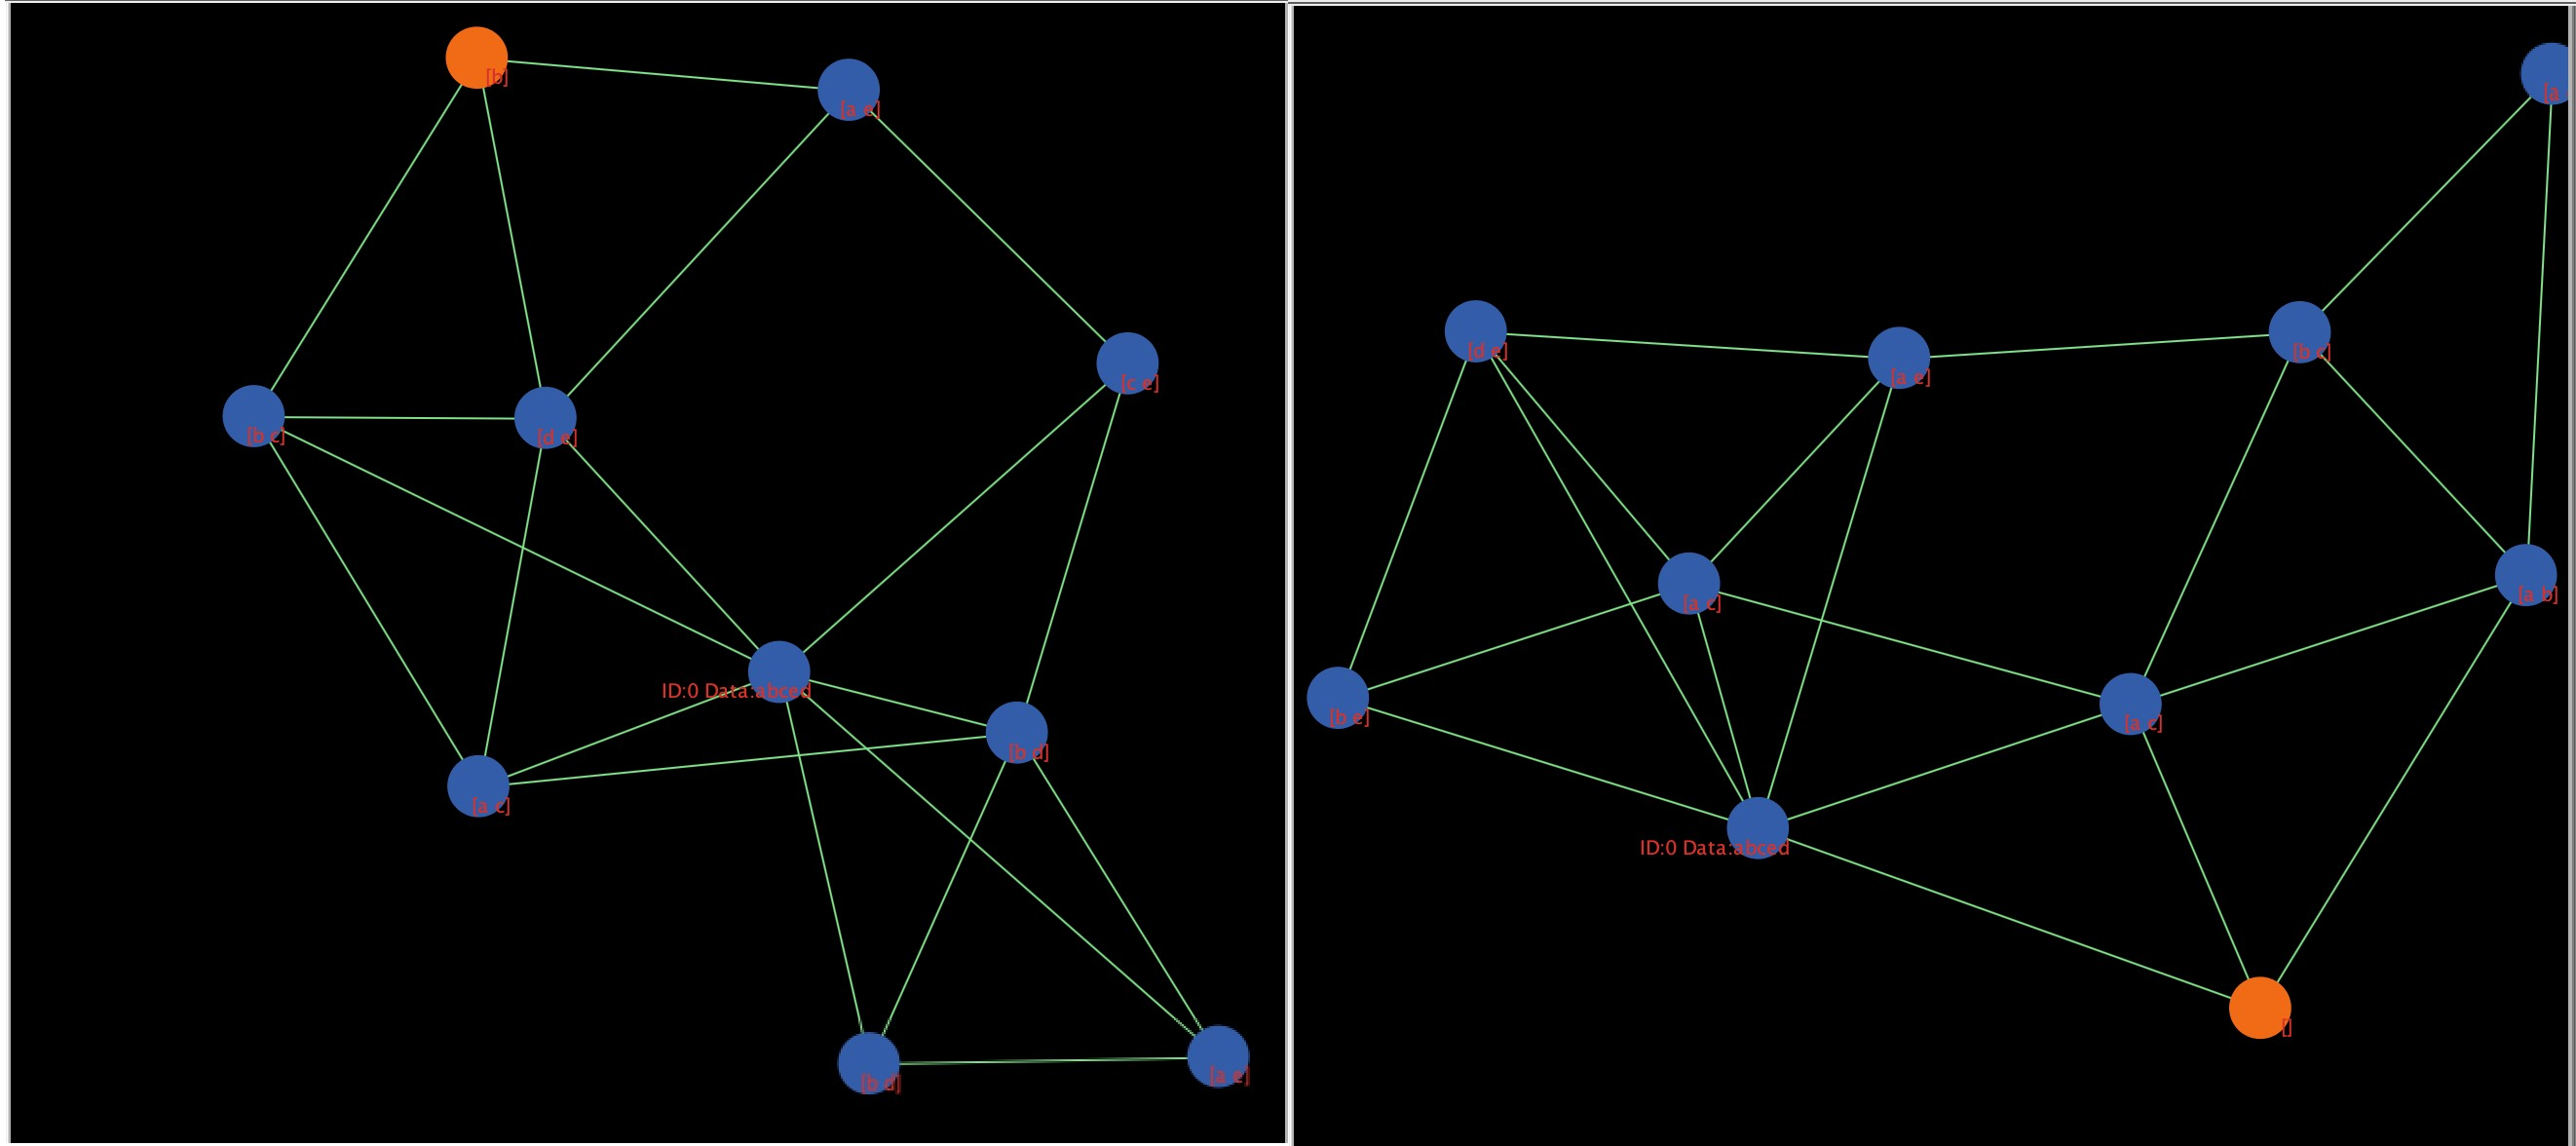 [b]
[a e]
[c e]
[b c]
[d e]
ID:0 Data:abced
[b d]
[a c]
[b d]
[a e]
[a
[d e]
[a e]
[b c]
[a c]
[a b]
[b e]
[a c]
ID:0 Data:abced
[]